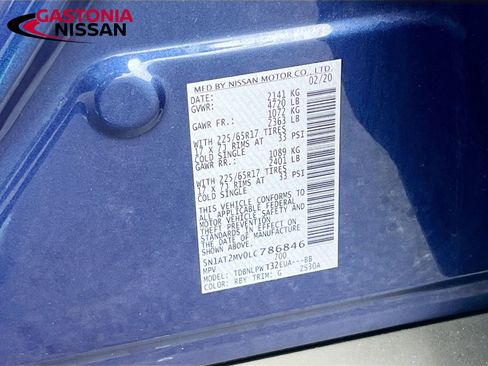 GASTONIA
NISSAN
MFD BY NISSAN MOTOR CO., LTD.
DATE: 02/20
GVWR: 2141 KG
4720 LB
GAWR FR.: 1072 KG
2363 LB
WITH 225/65R17 TIRES
17 X 7J RIMS AT 33 PSI
COLD SINGLE
GAWR RR.: 1089 KG
2401 LB
WITH 225/65R17 TIRES
17 X 7J RIMS AT 33 PSI
COLD SINGLE
THIS VEHICLE CONFORMS TO
ALL APPLICABLE FEDERAL
MOTOR VEHICLE SAFETY AND
THEFT PREVENTION STANDARDS
IN EFFECT ON THE DATE OF
MANUFACTURE SHOWN ABOVE.
5N1AT2MV0LC786846
MPV 700
MODEL: TDBNLPW T32EUA---BB
COLOR: RBY TRIM: G Z530A